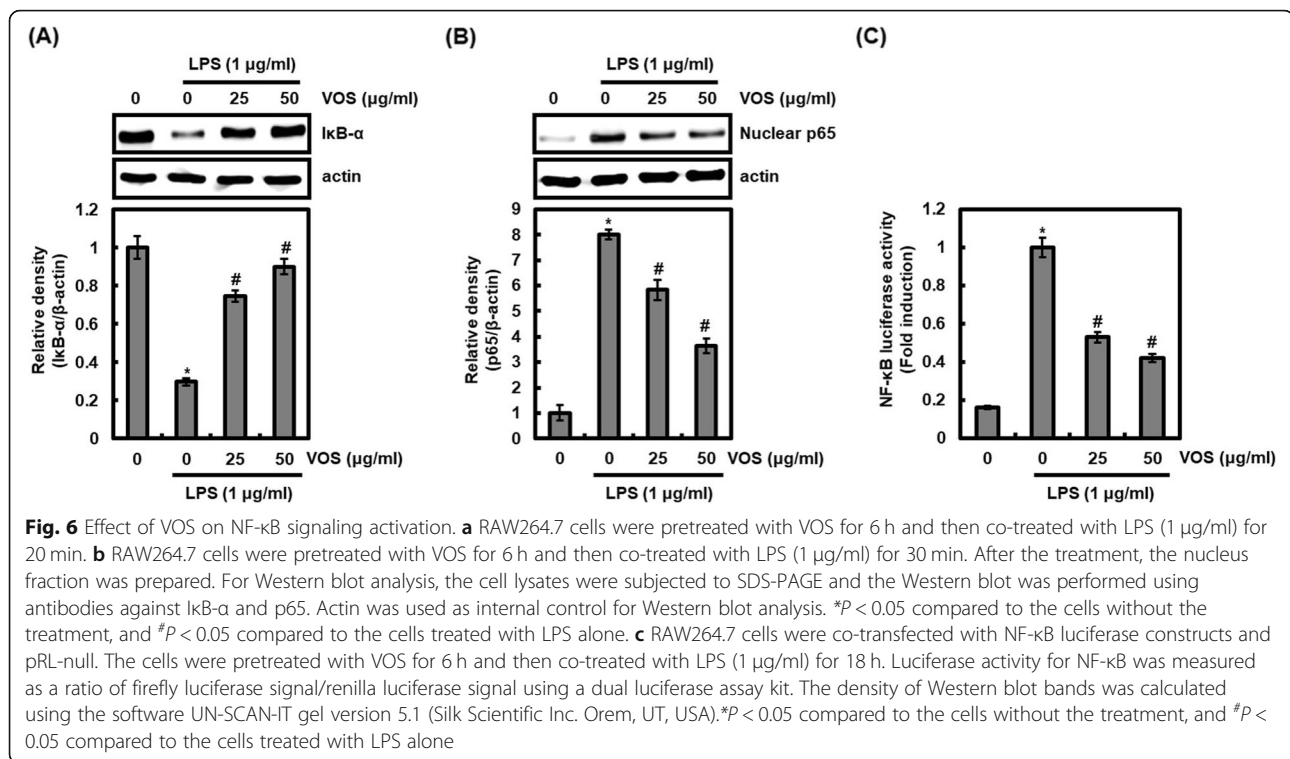 (A)
LPS (1 µg/ml)
0 0 25 50 VOS (µg/ml)
IκB-α
actin
Relative density
(IκB-α/β-actin)
1.2
1
0.8
0.6
0.4
0.2
0
*
#
#
0 0 25 50 VOS (µg/ml)
LPS (1 µg/ml)
(B)
LPS (1 µg/ml)
0 0 25 50 VOS (µg/ml)
Nuclear p65
actin
Relative density
(p65/β-actin)
9
8
7
6
5
4
3
2
1
0
*
#
#
0 0 25 50 VOS (µg/ml)
LPS (1 µg/ml)
(C)
NF-κB luciferase activity
(Fold induction)
1.2
1
0.8
0.6
0.4
0.2
0
*
#
#
0 0 25 50 VOS (µg/ml)
LPS (1 µg/ml)
Fig. 6 Effect of VOS on NF-κB signaling activation. a RAW264.7 cells were pretreated with VOS for 6 h and then co-treated with LPS (1 µg/ml) for
20 min. b RAW264.7 cells were pretreated with VOS for 6 h and then co-treated with LPS (1 µg/ml) for 30 min. After the treatment, the nucleus
fraction was prepared. For Western blot analysis, the cell lysates were subjected to SDS-PAGE and the Western blot was performed using
antibodies against IκB-α and p65. Actin was used as internal control for Western blot analysis. *P < 0.05 compared to the cells without the
treatment, and #P < 0.05 compared to the cells treated with LPS alone. c RAW264.7 cells were co-transfected with NF-κB luciferase constructs and
pRL-null. The cells were pretreated with VOS for 6 h and then co-treated with LPS (1 µg/ml) for 18 h. Luciferase activity for NF-κB was measured
as a ratio of firefly luciferase signal/renilla luciferase signal using a dual luciferase assay kit. The density of Western blot bands was calculated
using the software UN-SCAN-IT gel version 5.1 (Silk Scientific Inc. Orem, UT, USA).*P < 0.05 compared to the cells without the treatment, and #P <
0.05 compared to the cells treated with LPS alone